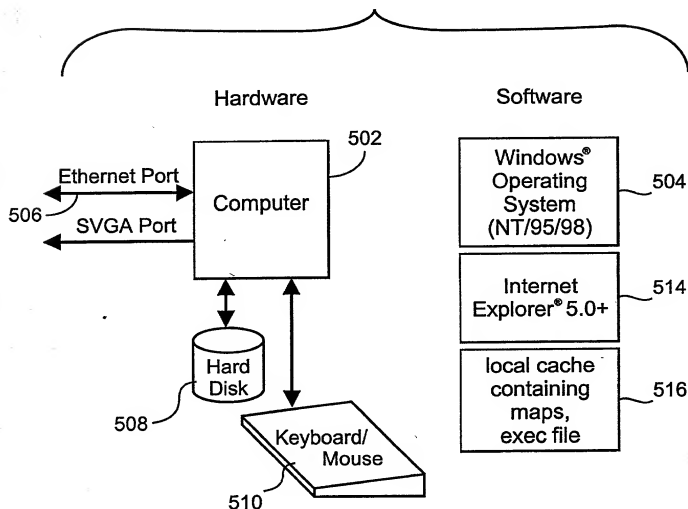 Hardware
Software
502
Ethernet Port
506
SVGA Port
Computer
Windows®
Operating
System
(NT/95/98)
504
Internet
Explorer® 5.0+
514
Hard
Disk
508
local cache
containing
maps,
exec file
516
Keyboard/
Mouse
510